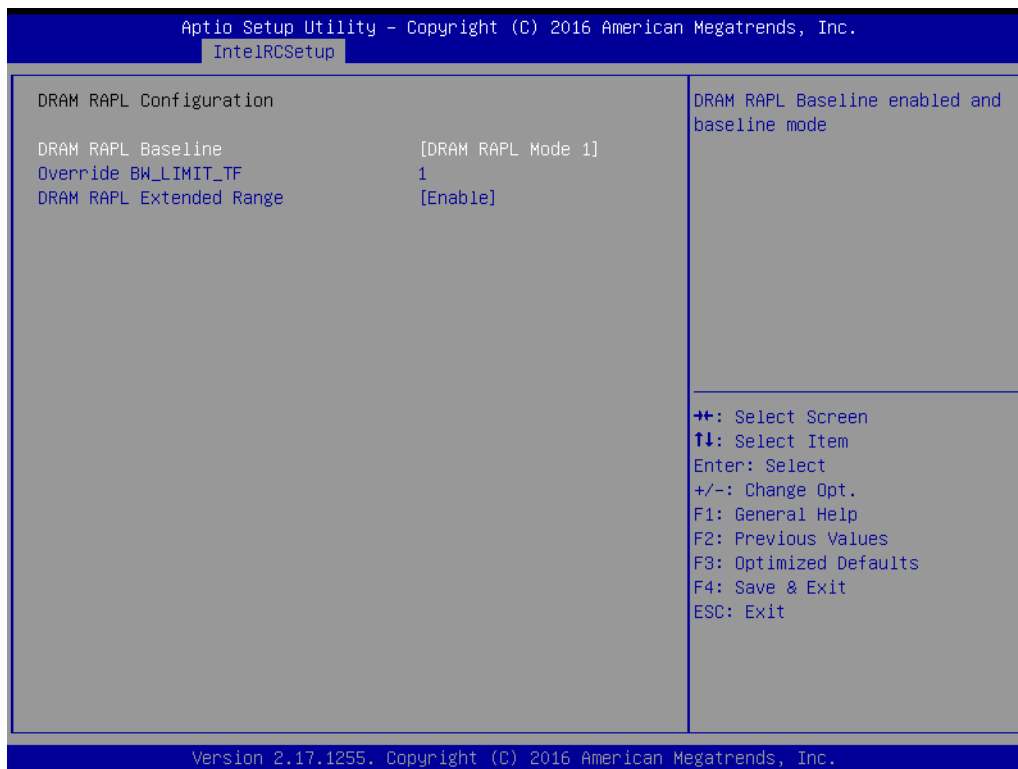 Aptio Setup Utility – Copyright (C) 2016 American Megatrends, Inc.
IntelRCSetup
DRAM RAPL Configuration
DRAM RAPL Baseline [DRAM RAPL Mode 1]
Override BW_LIMIT_TF 1
DRAM RAPL Extended Range [Enable]
DRAM RAPL Baseline enabled and
baseline mode
→←: Select Screen
↑↓: Select Item
Enter: Select
+/-: Change Opt.
F1: General Help
F2: Previous Values
F3: Optimized Defaults
F4: Save & Exit
ESC: Exit
Version 2.17.1255. Copyright (C) 2016 American Megatrends, Inc.